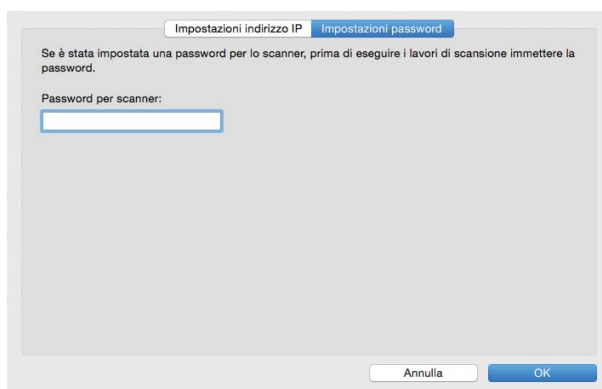 Impostazioni indirizzo IP Impostazioni password
Se è stata impostata una password per lo scanner, prima di eseguire i lavori di scansione immettere la
password.
Password per scanner:
Annulla OK